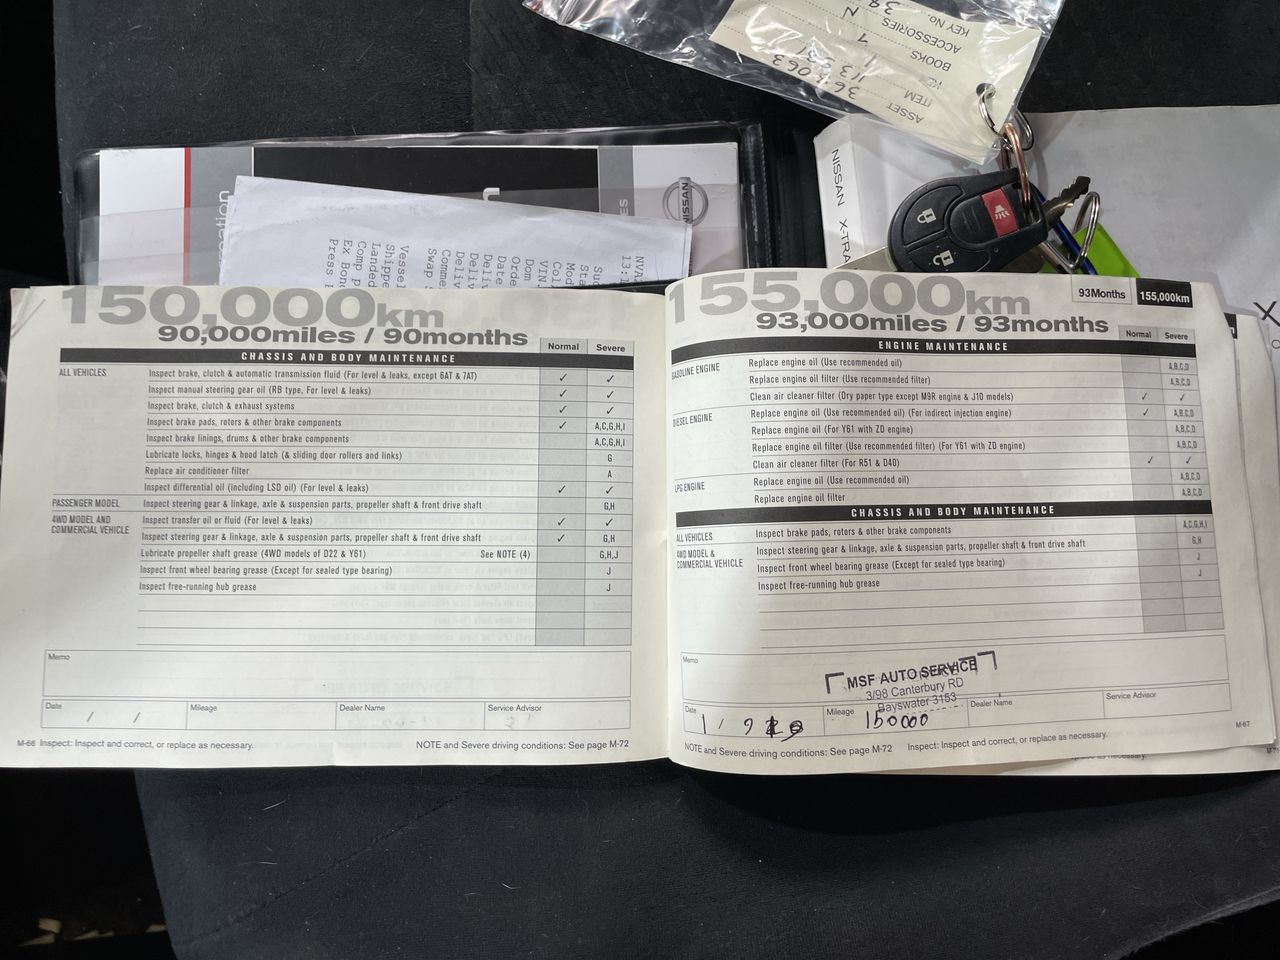 ASSET
363063
ITEM
BOOKS
ACCESSORIES
KEY No.
NISSAN
NISSAN X-TRA
Vessel
Landed
Comp
Press
150,000km
90,000miles / 90months
Normal Severe
CHASSIS AND BODY MAINTENANCE
ALL VEHICLES
Inspect brake, clutch & automatic transmission fluid (For level & leaks, except 6AT & 7AT) ✓ ✓
Inspect manual steering gear oil (RB type, For level & leaks) ✓ ✓
Inspect brake, clutch & exhaust systems ✓ ✓
Inspect brake pads, rotors & other brake components ✓ A,C,G,H,I
Inspect brake linings, drums & other brake components A,C,G,H,I
Lubricate locks, hinges & hood latch (& sliding door rollers and links) G
Replace air conditioner filter A
Inspect differential oil (including LSD oil) (For level & leaks) ✓ ✓
PASSENGER MODEL Inspect steering gear & linkage, axle & suspension parts, propeller shaft & front drive shaft G,H
4WD MODEL AND COMMERCIAL VEHICLE
Inspect transfer oil or fluid (For level & leaks) ✓ ✓
Inspect steering gear & linkage, axle & suspension parts, propeller shaft & front drive shaft ✓ G,H
Lubricate propeller shaft grease (4WD models of D22 & Y61) See NOTE (4) G,H,J
Inspect front wheel bearing grease (Except for sealed type bearing) J
Inspect free-running hub grease J
Memo
Date / / Mileage Dealer Name Service Advisor
M-66 Inspect: Inspect and correct, or replace as necessary. NOTE and Severe driving conditions: See page M-72
155,000km
93,000miles / 93months
93Months 155,000km
Normal Severe
ENGINE MAINTENANCE
GASOLINE ENGINE
Replace engine oil (Use recommended oil) A,B,C,D
Replace engine oil filter (Use recommended filter) A,B,C,D
Clean air cleaner filter (Dry paper type except M9R engine & J10 models) ✓ ✓
DIESEL ENGINE
Replace engine oil (Use recommended oil) (For indirect injection engine) ✓ A,B,C,D
Replace engine oil (For Y61 with ZD engine) A,B,C,D
Replace engine oil filter (Use recommended filter) (For Y61 with ZD engine) A,B,C,D
Clean air cleaner filter (For R51 & D40) ✓ ✓
LPG ENGINE
Replace engine oil (Use recommended oil) A,B,C,D
Replace engine oil filter A,B,C,D
CHASSIS AND BODY MAINTENANCE
ALL VEHICLES
Inspect brake pads, rotors & other brake components A,C,G,H,I
4WD MODEL & COMMERCIAL VEHICLE
Inspect steering gear & linkage, axle & suspension parts, propeller shaft & front drive shaft G,H
Inspect front wheel bearing grease (Except for sealed type bearing) J
Inspect free-running hub grease J
Memo
MSF AUTO SERVICE
3/98 Canterbury RD
Bayswater 3153
Date Mileage 150000 Dealer Name Service Advisor
M-67
NOTE and Severe driving conditions: See page M-72 Inspect: Inspect and correct, or replace as necessary.